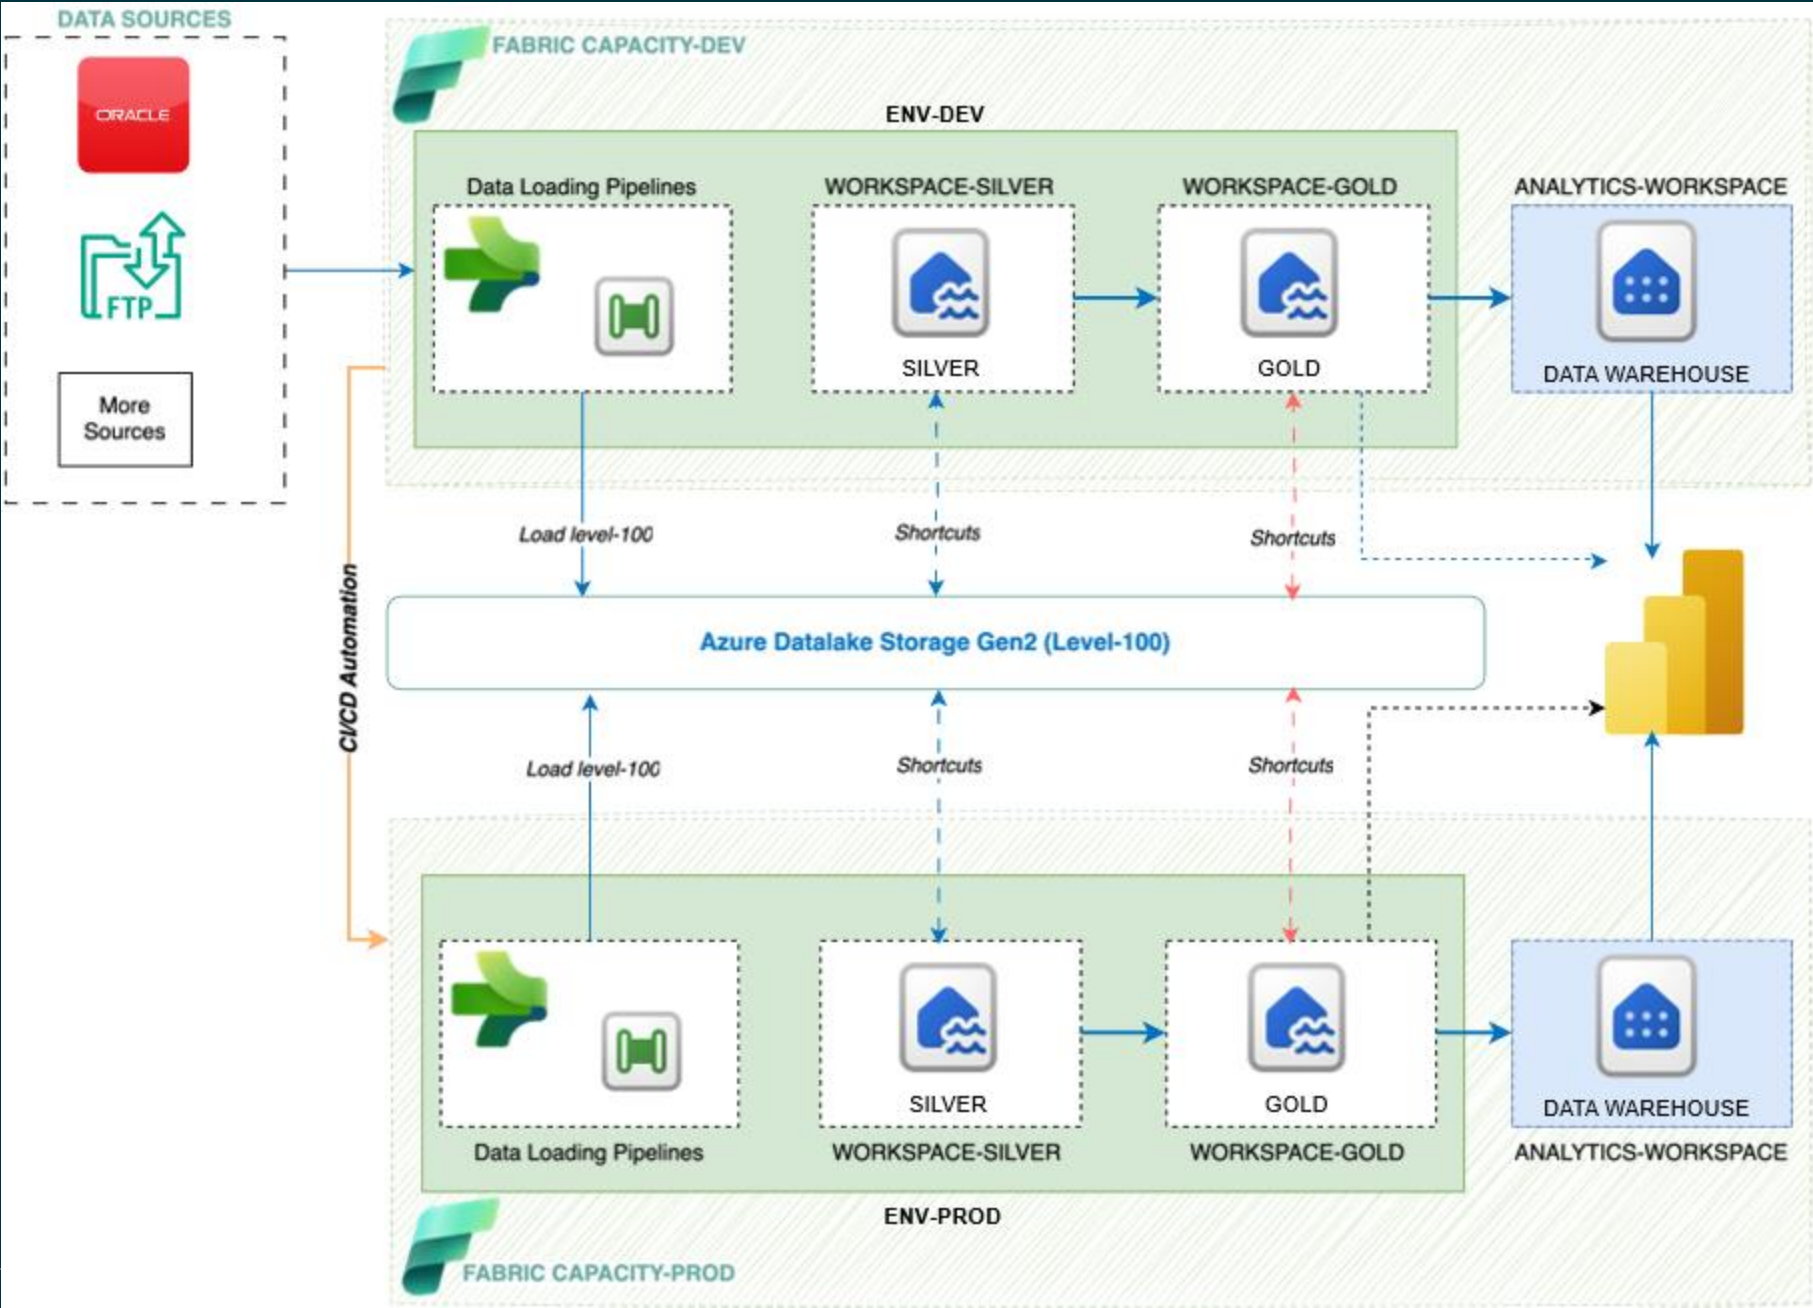 DATA SOURCES
ORACLE
FTP
More
Sources
FABRIC CAPACITY-DEV
ENV-DEV
Data Loading Pipelines
WORKSPACE-SILVER
WORKSPACE-GOLD
ANALYTICS-WORKSPACE
SILVER
GOLD
DATA WAREHOUSE
Load level-100
Shortcuts
Shortcuts
CI/CD Automation
Azure Datalake Storage Gen2 (Level-100)
Load level-100
Shortcuts
Shortcuts
SILVER
GOLD
DATA WAREHOUSE
Data Loading Pipelines
WORKSPACE-SILVER
WORKSPACE-GOLD
ANALYTICS-WORKSPACE
ENV-PROD
FABRIC CAPACITY-PROD